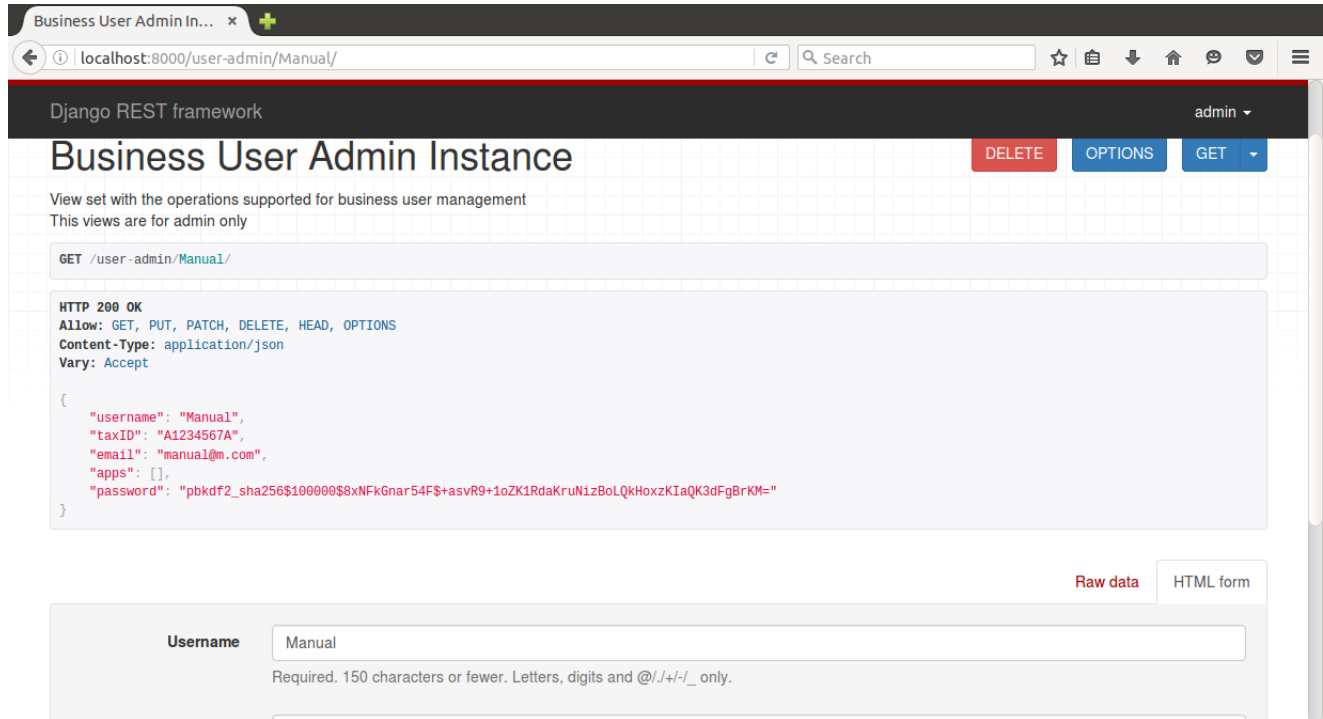 Business User Admin In... ×
localhost:8000/user-admin/Manual/
Search
Django REST framework
admin
Business User Admin Instance
DELETE
OPTIONS
GET
View set with the operations supported for business user management
This views are for admin only
GET /user-admin/Manual/
HTTP 200 OK
Allow: GET, PUT, PATCH, DELETE, HEAD, OPTIONS
Content-Type: application/json
Vary: Accept
{
"username": "Manual",
"taxID": "A1234567A",
"email": "manual@m.com",
"apps": [],
"password": "pbkdf2_sha256$100000$8xNFkGnar54F$+asvR9+1oZK1RdaKruNizBoLQkHoxzKIaQK3dFgBrKM="
}
Raw data
HTML form
Username
Manual
Required. 150 characters or fewer. Letters, digits and @/./+/-/_ only.